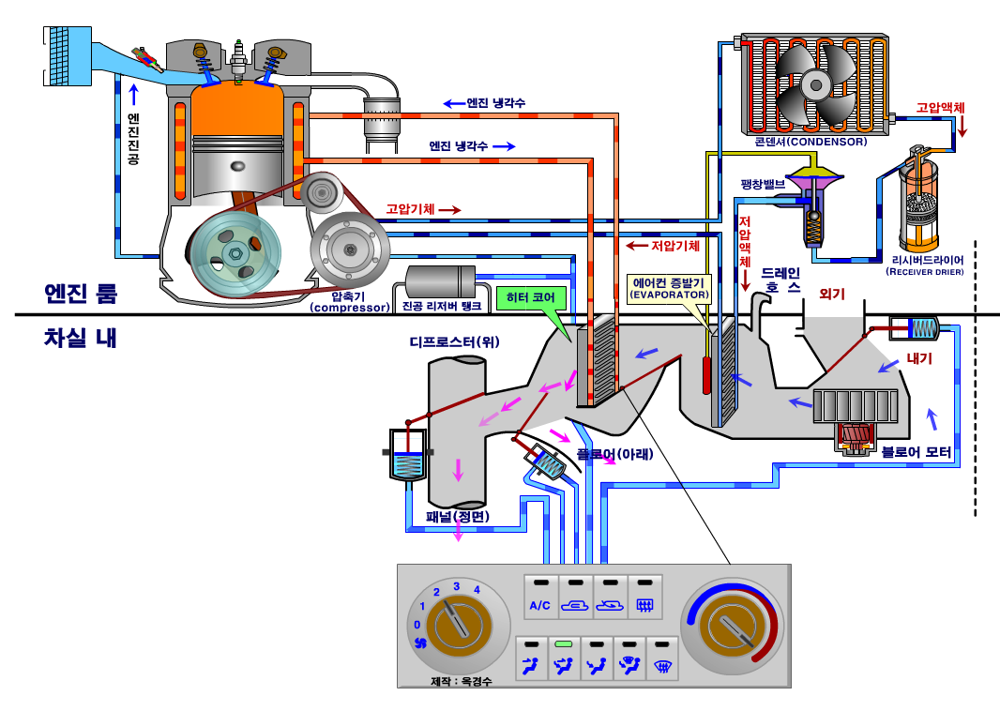 엔진 냉각수
고압액체
엔진진공
엔진 냉각수
콘덴셔(CONDENSOR)
팽창밸브
고압기체
저압액체
저압기체
리시버드라이어
(RECEIVER DRIER)
드레인
호 스
에어컨 증발기
(EVAPORATOR)
엔진 룸
압축기
(compressor)
진공 리저버 탱크
히터 코어
외기
차실 내
디프로스터(위)
내기
플로어(아래)
블로어 모터
패널(정면)
0
1
2
3
4
A/C
제작 : 옥경수